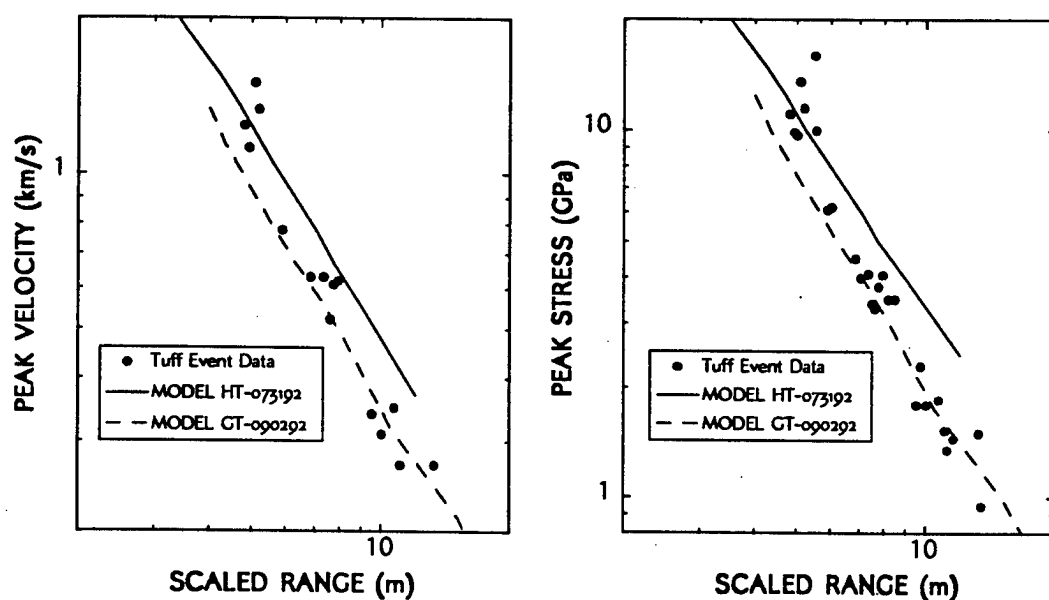 PEAK VELOCITY (km/s)
1
Tuff Event Data
MODEL HT-073192
MODEL GT-090292
10
SCALED RANGE (m)
PEAK STRESS (GPa)
10
1
Tuff Event Data
MODEL HT-073192
MODEL GT-090292
10
SCALED RANGE (m)